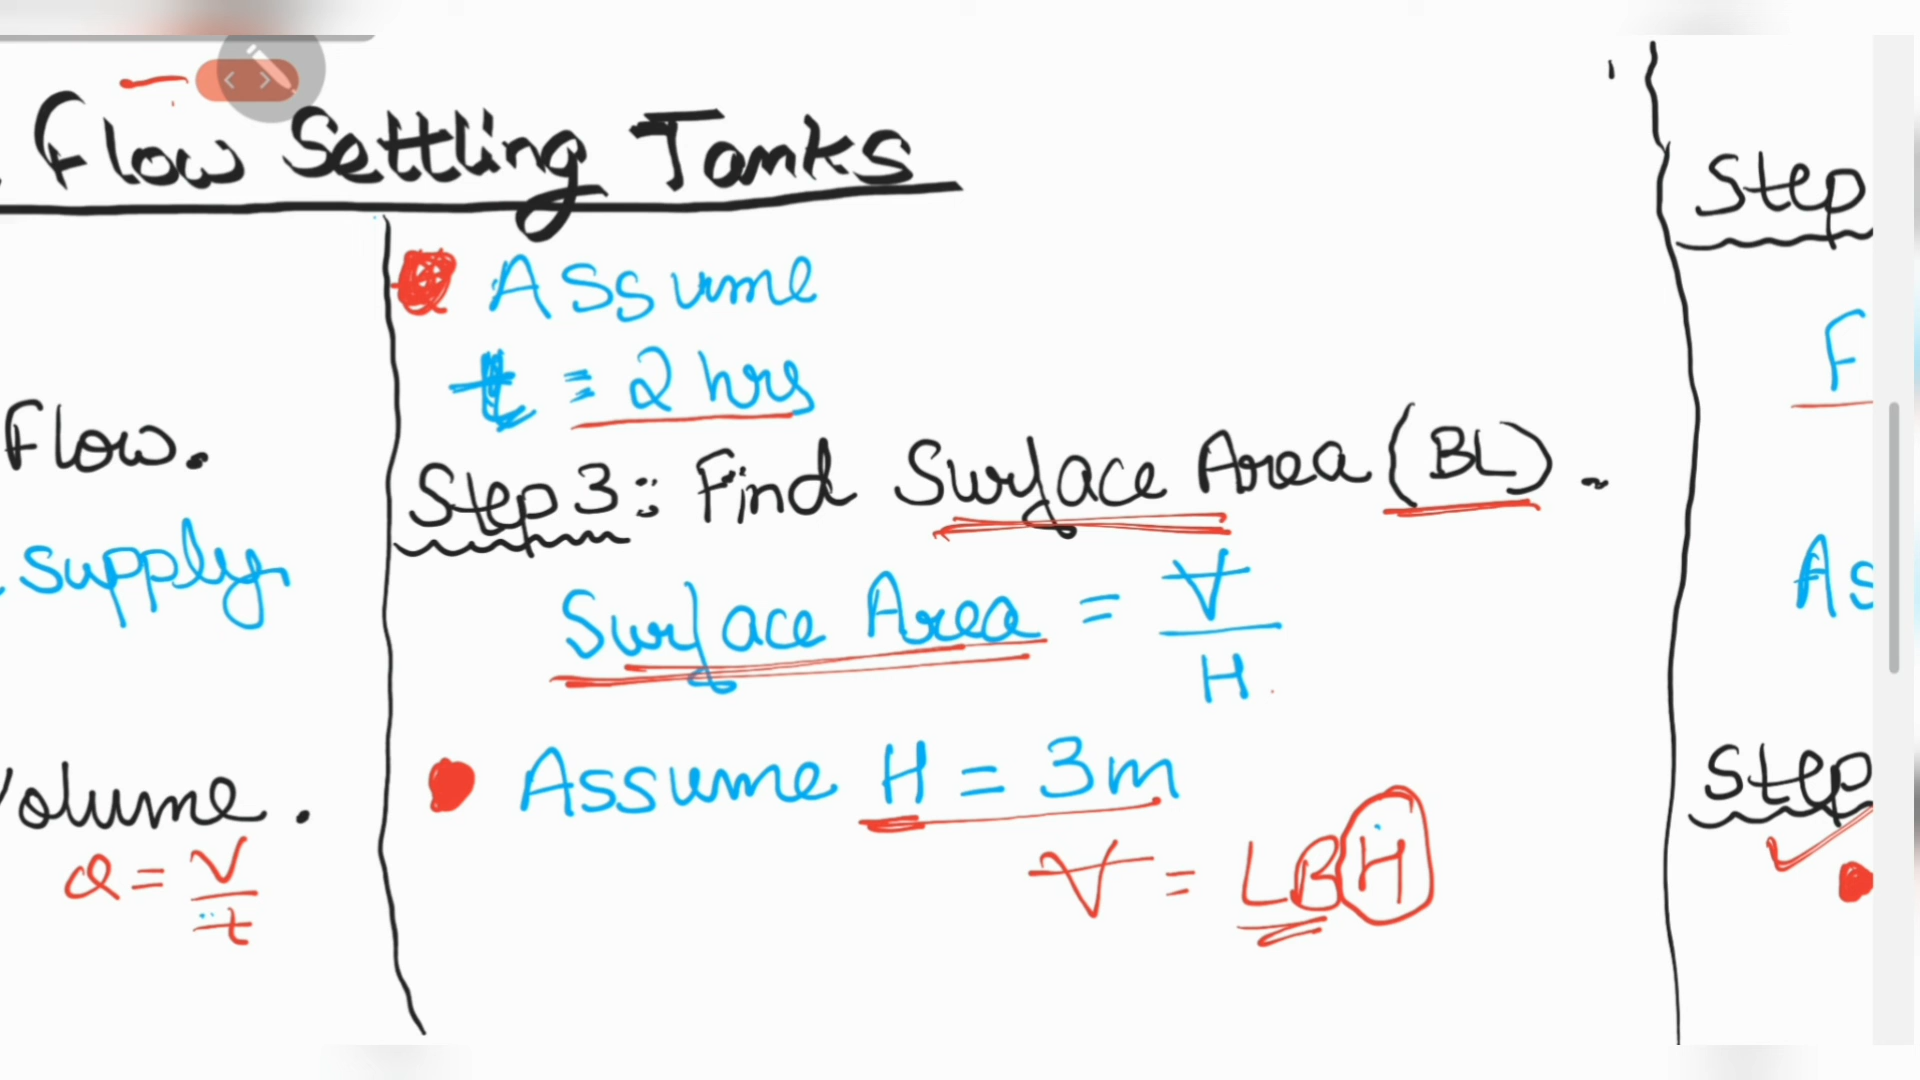 Flow Settling Tanks
Flow.
. supply
Volume.
Q = V/t
Assume
t = 2 hrs
Step 3: Find Surface Area (BL).
Surface Area = V/H
Assume H = 3m
V = LBH
Step
F
As
Step